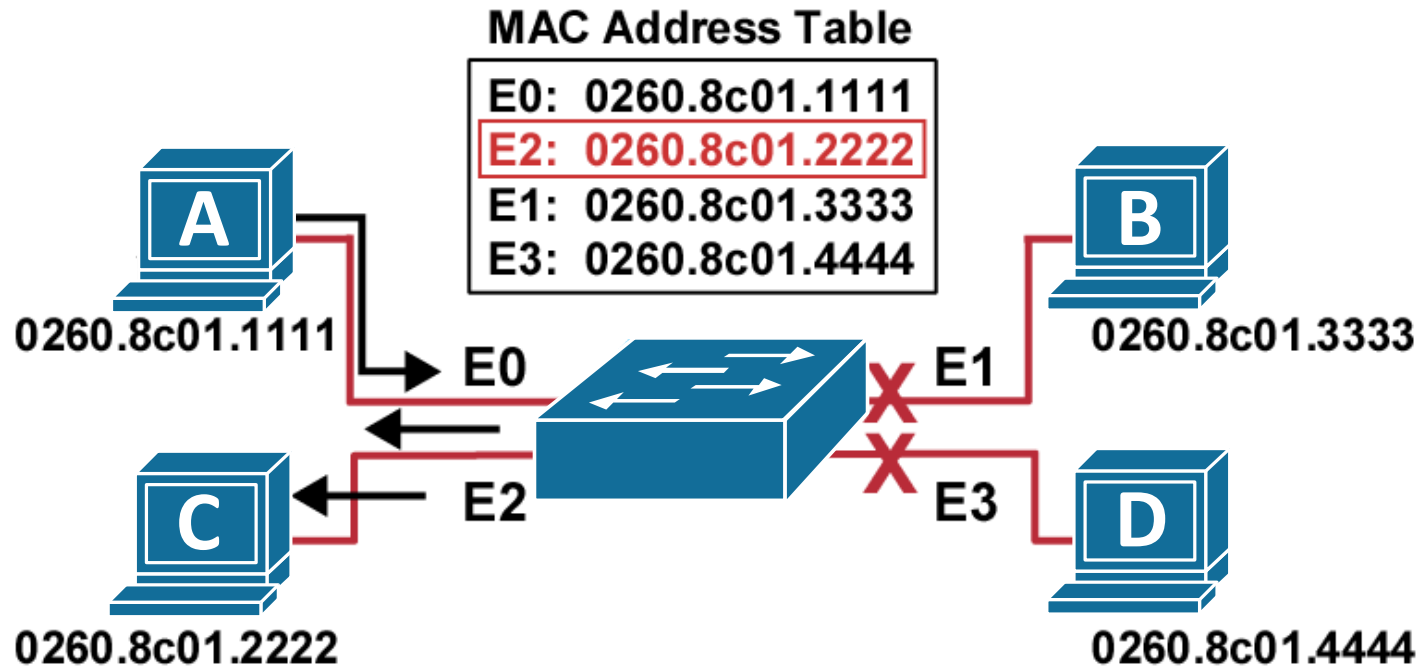 MAC Address Table
E0: 0260.8c01.1111
E2: 0260.8c01.2222
E1: 0260.8c01.3333
E3: 0260.8c01.4444
A
B
0260.8c01.1111
0260.8c01.3333
E0
E1
X
X
E2
E3
C
D
0260.8c01.2222
0260.8c01.4444